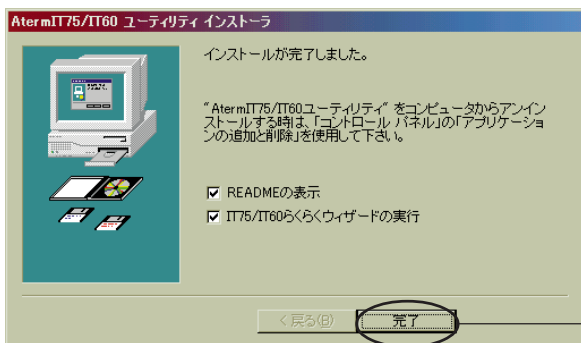 AtermIT75/IT60 ユーティリティ インストーラ
インストールが完了しました。
“AtermIT75/IT60ユーティリティ” をコンピュータからアンイン
ストールする時は、「コントロール パネル」の「アプリケーショ
ンの追加と削除」を使用して下さい。
READMEの表示
IT75/IT60らくらくウィザードの実行
< 戻る(B)
完了